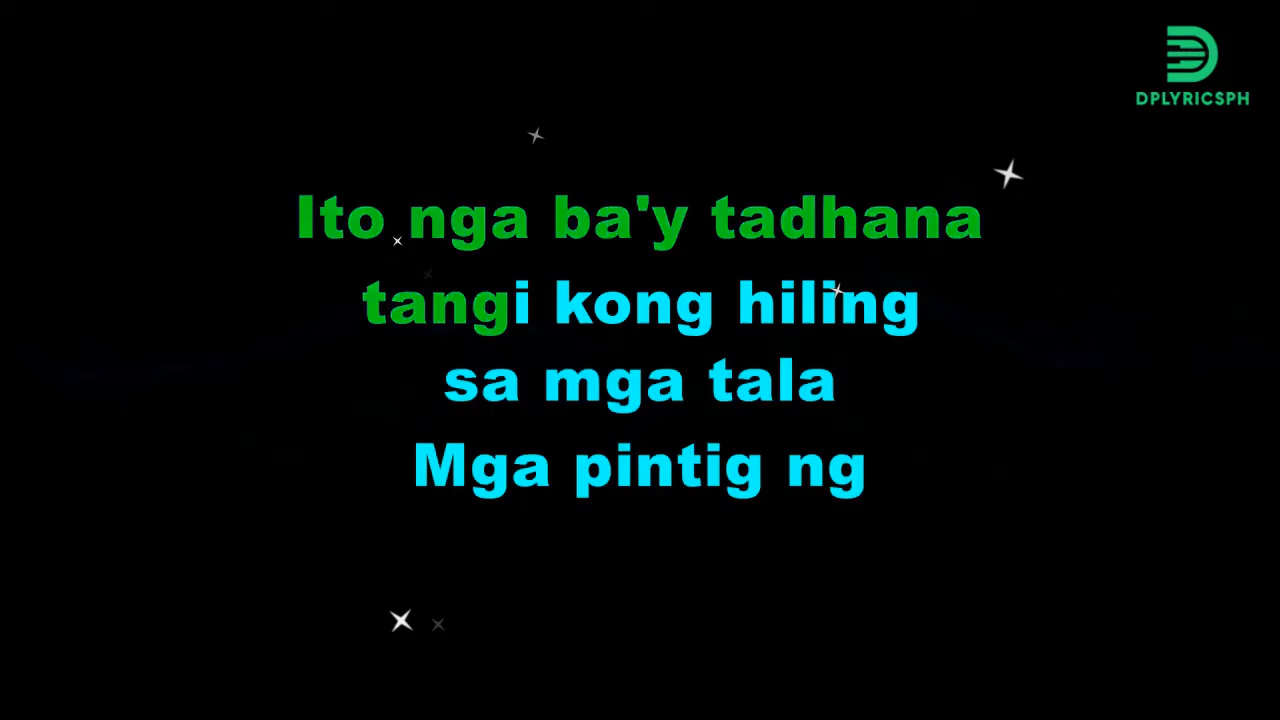 DPLYRICSPH
Ito nga ba'y tadhana
tangi kong hiling
sa mga tala
Mga pintig ng